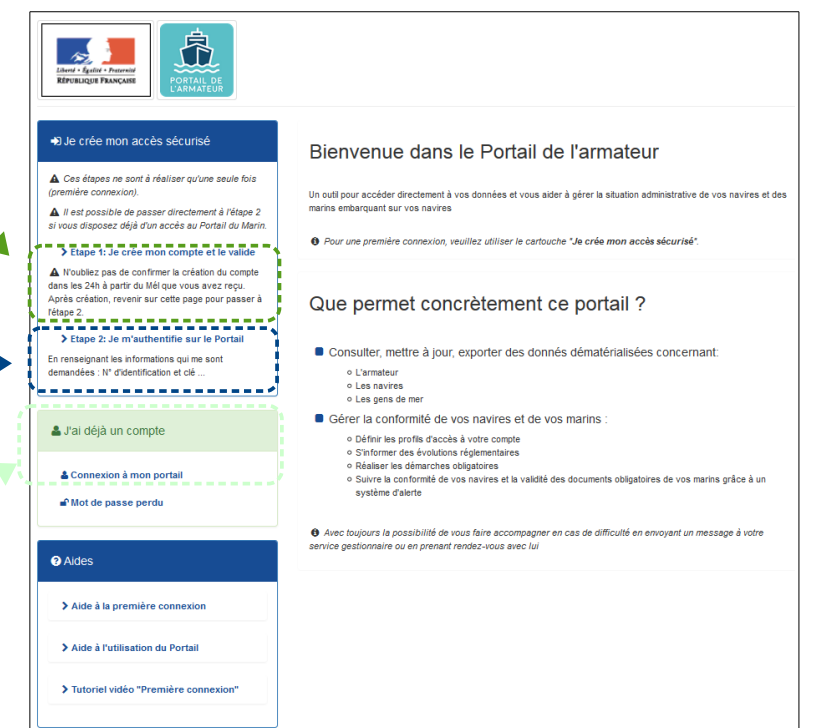 Liberté • Égalité • Fraternité
RÉPUBLIQUE FRANÇAISE
PORTAIL DE
L'ARMATEUR
Je crée mon accès sécurisé
Ces étapes ne sont à réaliser qu'une seule fois
(première connexion).
Il est possible de passer directement à l'étape 2
si vous disposez déjà d'un accès au Portail du Marin.
Etape 1: Je crée mon compte et le valide
N'oubliez pas de confirmer la création du compte
dans les 24h à partir du Mél que vous avez reçu.
Après création, revenir sur cette page pour passer à
l'étape 2.
Etape 2: Je m'authentifie sur le Portail
En renseignant les informations qui me sont
demandées : N° d'identification et clé ...
J'ai déjà un compte
Connexion à mon portail
Mot de passe perdu
Aides
Aide à la première connexion
Aide à l'utilisation du Portail
Tutoriel vidéo "Première connexion"
Bienvenue dans le Portail de l'armateur
Un outil pour accéder directement à vos données et vous aider à gérer la situation administrative de vos navires et des
marins embarquant sur vos navires
Pour une première connexion, veuillez utiliser le cartouche "Je crée mon accès sécurisé".
Que permet concrètement ce portail ?
Consulter, mettre à jour, exporter des donnés dématérialisées concernant:
L'armateur
Les navires
Les gens de mer
Gérer la conformité de vos navires et de vos marins :
Définir les profils d'accès à votre compte
S'informer des évolutions réglementaires
Réaliser les démarches obligatoires
Suivre la conformité de vos navires et la validité des documents obligatoires de vos marins grâce à un
système d'alerte
Avec toujours la possibilité de vous faire accompagner en cas de difficulté en envoyant un message à votre
service gestionnaire ou en prenant rendez-vous avec lui